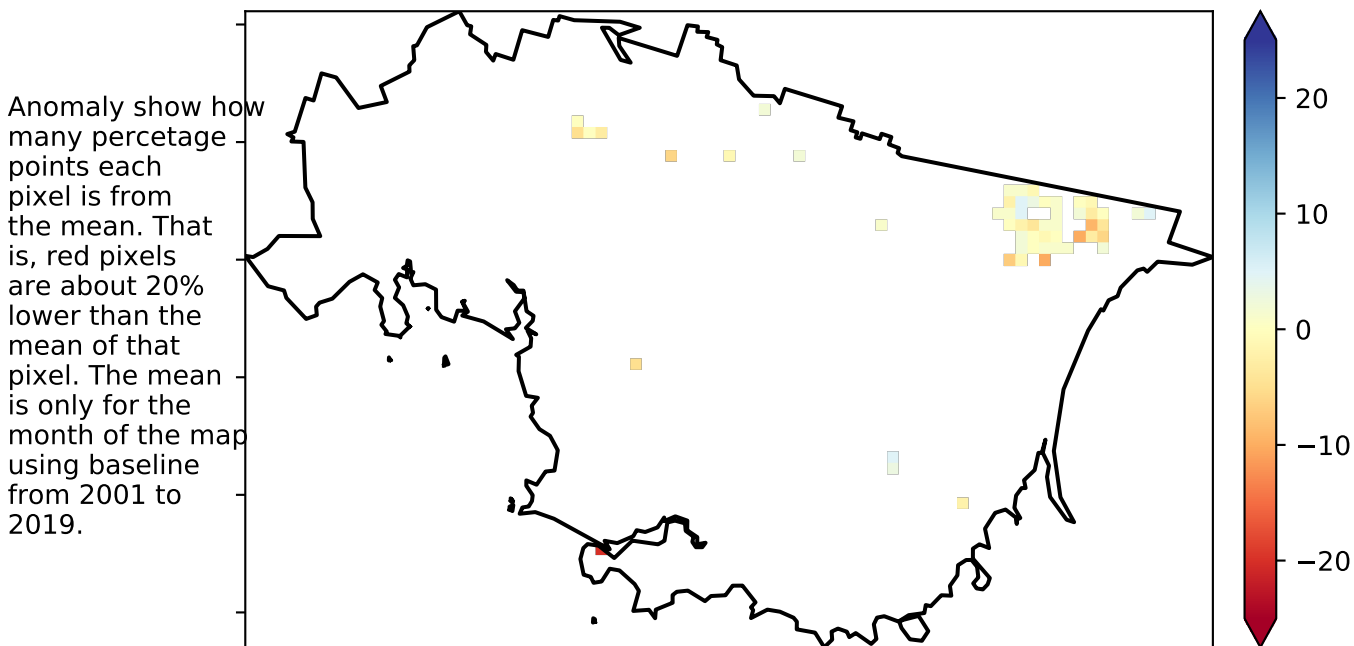 Anomaly show how
many percetage
points each
pixel is from
the mean. That
is, red pixels
are about 20%
lower than the
mean of that
pixel. The mean
is only for the
month of the map
using baseline
from 2001 to
2019.
20
10
0
−10
−20